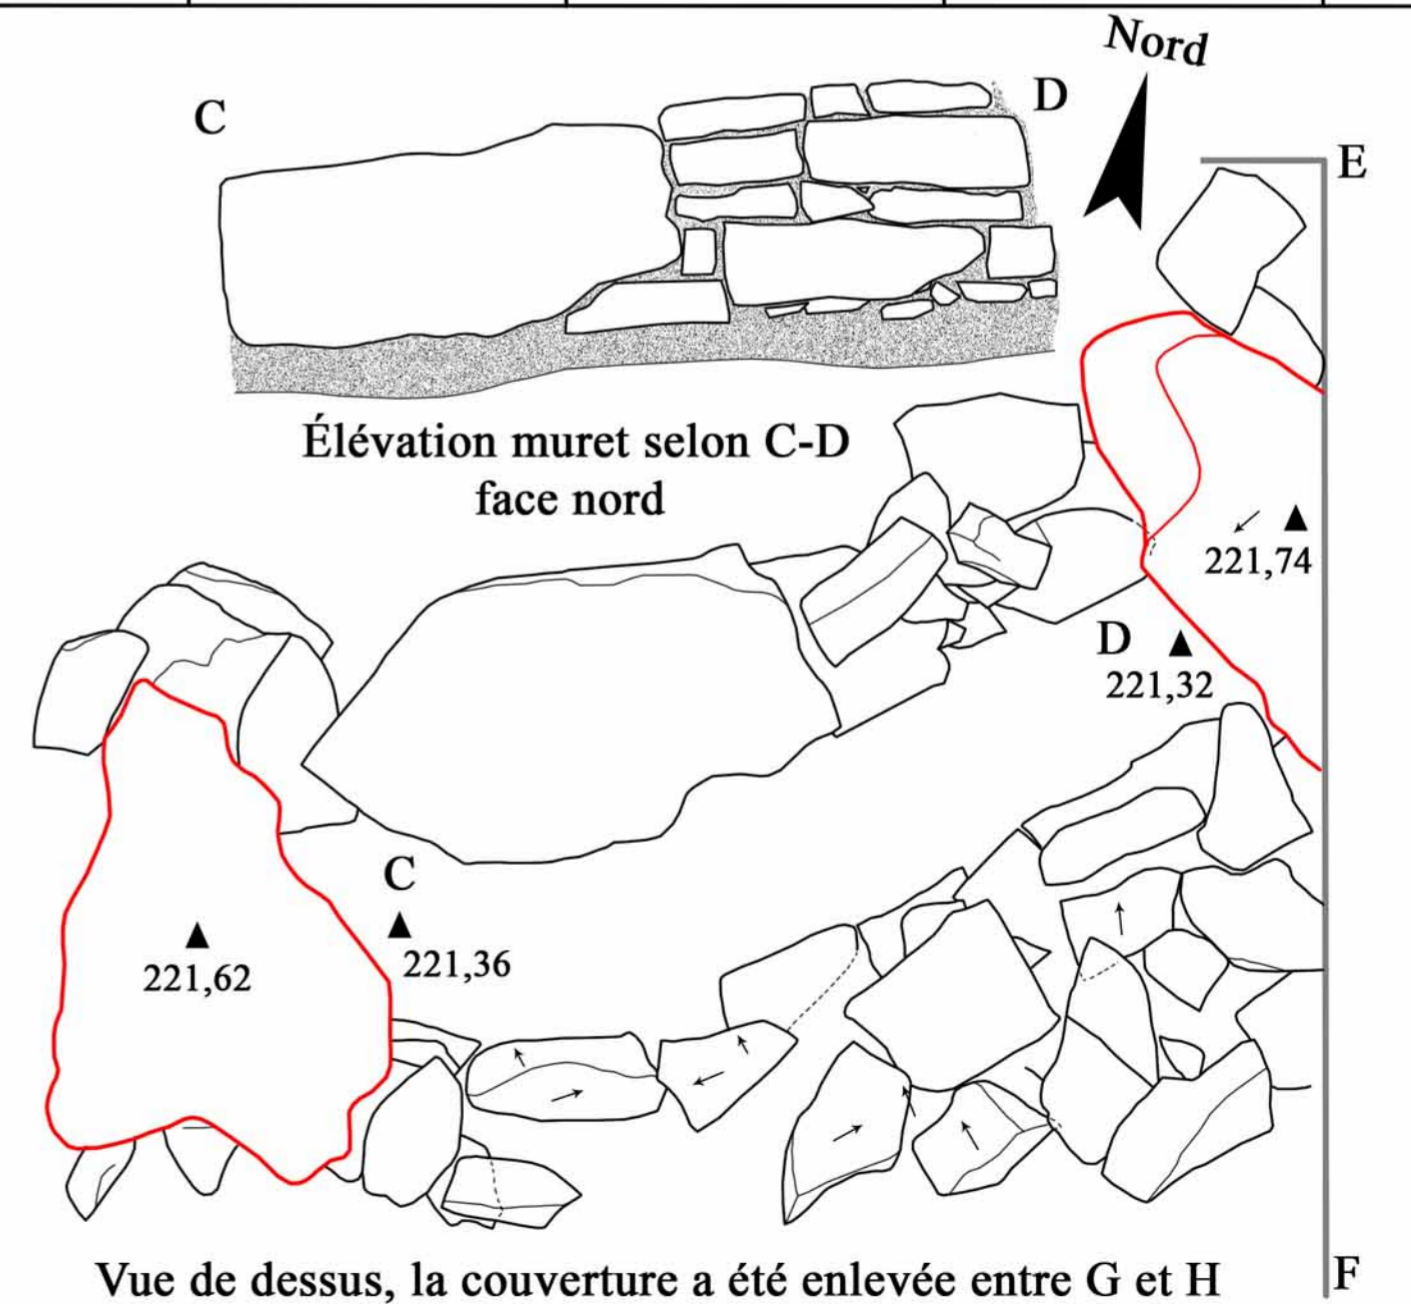 Nord
C
D
E
Élévation muret selon C-D
face nord
221,74
D
221,32
C
221,36
221,62
Vue de dessus, la couverture a été enlevée entre G et H
F